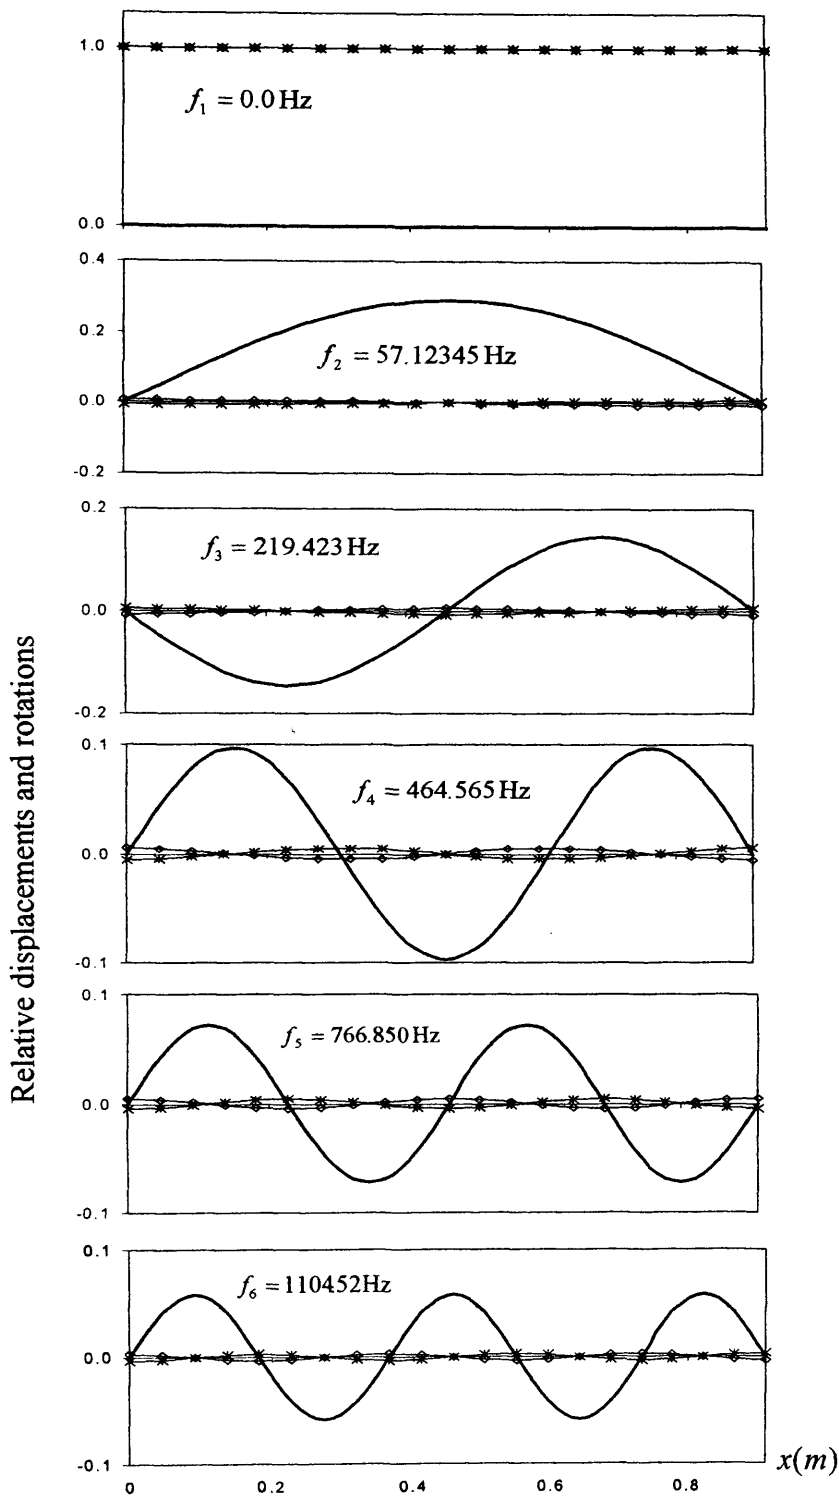 1.0
f₁ = 0.0 Hz
0.0
0.4
0.2
f₂ = 57.12345 Hz
0.0
-0.2
0.2
f₃ = 219.423 Hz
0.0
-0.2
Relative displacements and rotations
0.1
f₄ = 464.565 Hz
0.0
-0.1
0.1
f₅ = 766.850 Hz
0.0
-0.1
0.1
f₆ = 110452Hz
0.0
-0.1
x(m)
0 0.2 0.4 0.6 0.8